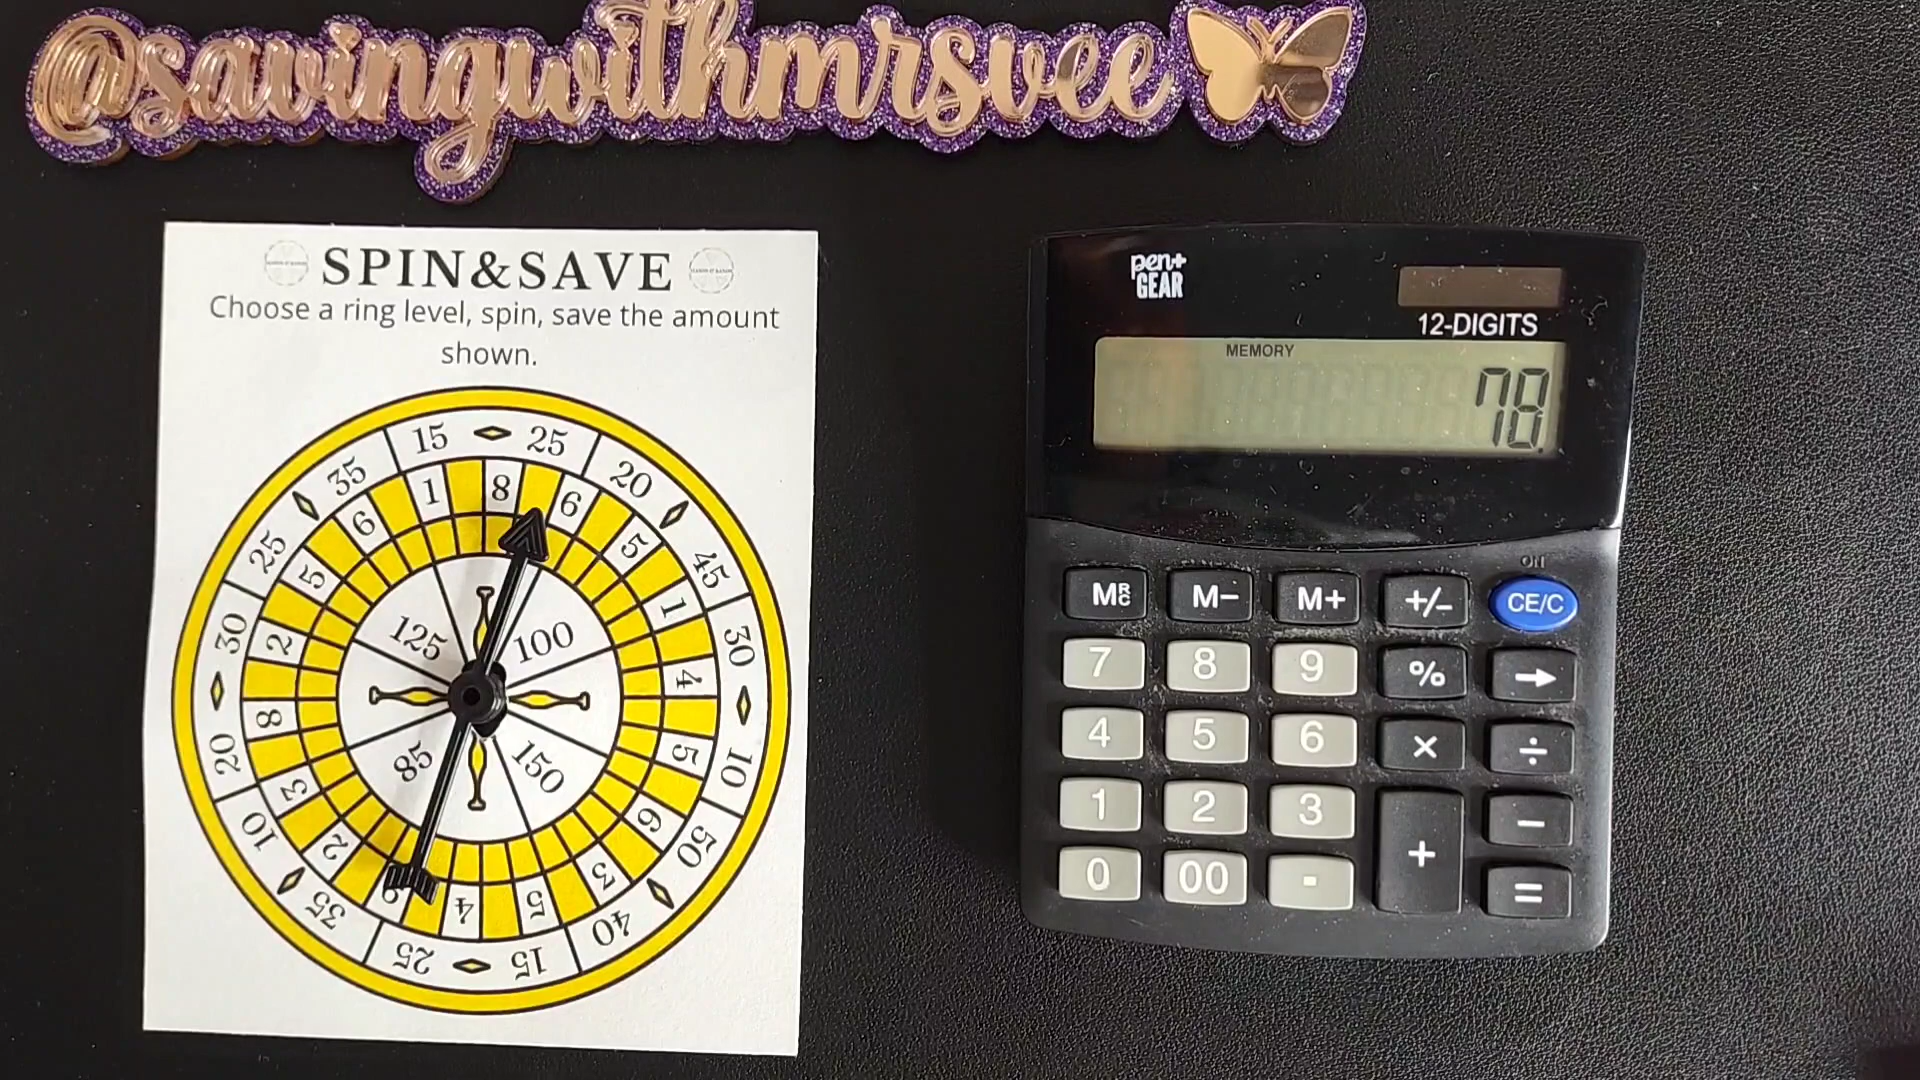 @savingwithmrsvee
SPIN&SAVE
Choose a ring level, spin, save the amount
shown.
15 25 20 45 30 10 50 40 15 25 35 10 20 30 25 35
1 8 6 5 1 4 5 6 3 5 4 2 3 8 2 5 6
125 100
85 150
pen+
GEAR
12-DIGITS
MEMORY
78.
ON
MRC M− M+ +/− CE/C
7 8 9 % →
4 5 6 × ÷
1 2 3 −
0 00 . + =